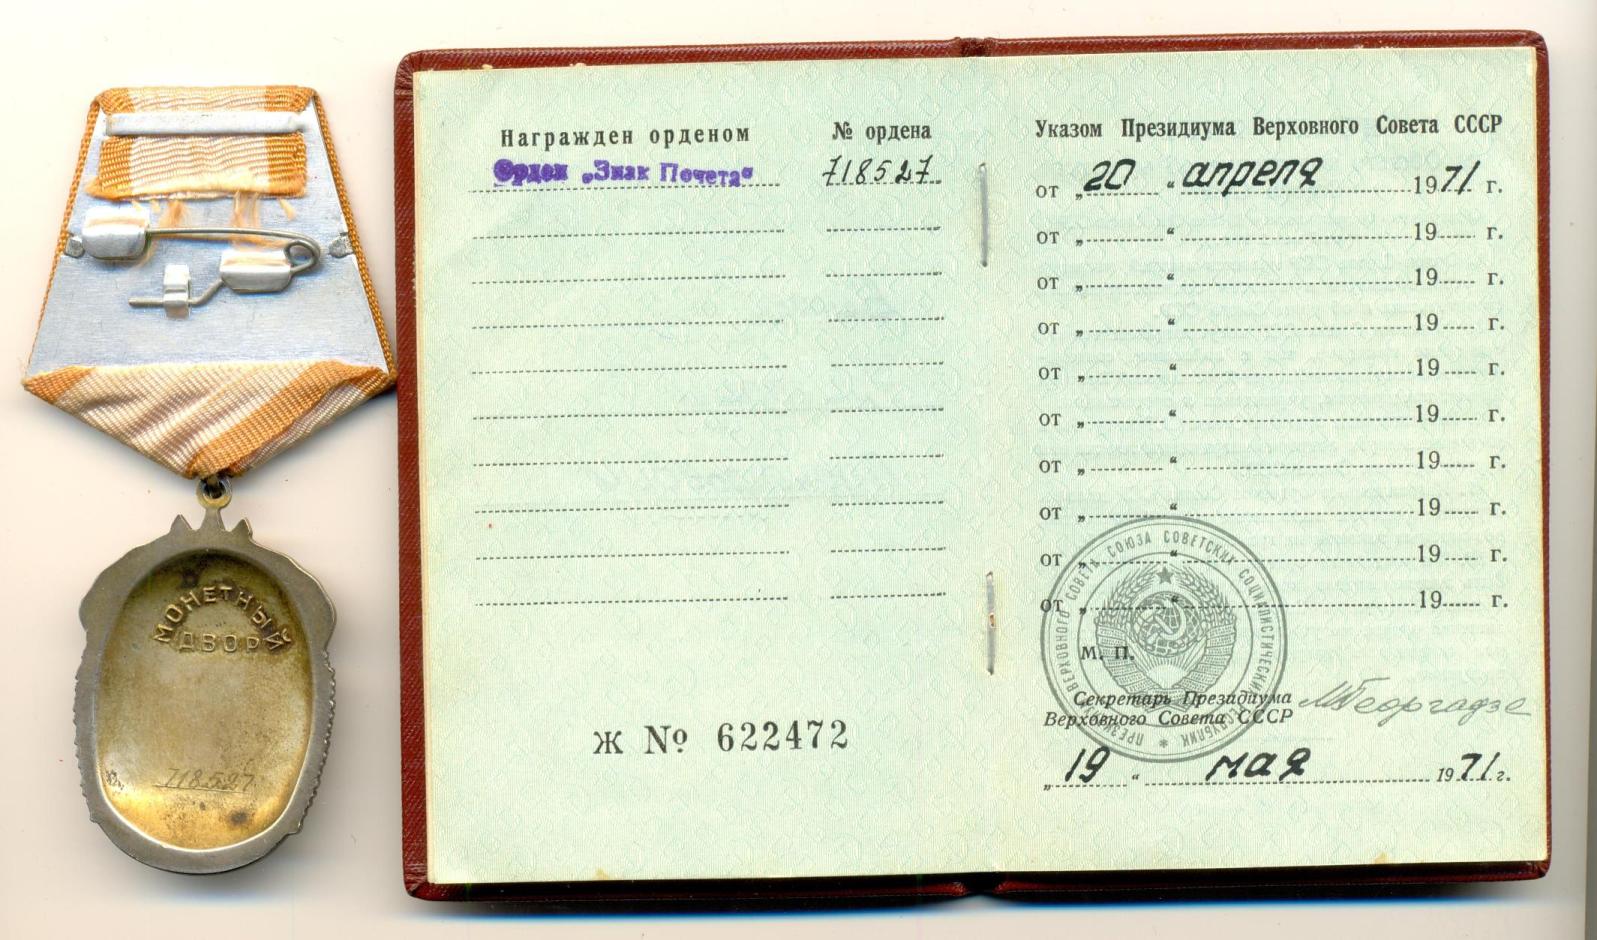 МОНЕТНЫЙ
ДВОР
718527
Награжден орденом № ордена
Орден „Знак Почета“ 718527
Ж № 622472
Указом Президиума Верховного Совета СССР
от „20“ апреля 1971 г.
от „ “ 19 г.
от „ “ 19 г.
от „ “ 19 г.
от „ “ 19 г.
от „ “ 19 г.
от „ “ 19 г.
от „ “ 19 г.
от „ “ 19 г.
от „ “ 19 г.
ПРЕЗИДИУМ ВЕРХОВНОГО СОВЕТА СОЮЗА СОВЕТСКИХ СОЦИАЛИСТИЧЕСКИХ РЕСПУБЛИК
М. П.
Секретарь Президиума
Верховного Совета СССР МГеоргадзе
„19“ мая 1971 г.